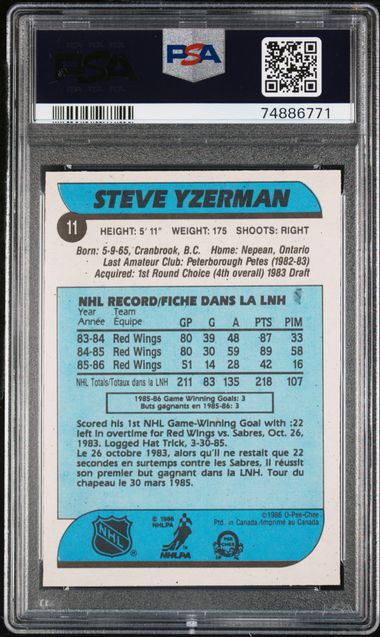 PSA
PSA
74886771
STEVE YZERMAN
11
HEIGHT: 5' 11" WEIGHT: 175 SHOOTS: RIGHT
Born: 5-9-65, Cranbrook, B.C. Home: Nepean, Ontario
Last Amateur Club: Peterborough Petes (1982-83)
Acquired: 1st Round Choice (4th overall) 1983 Draft
NHL RECORD/FICHE DANS LA LNH
Year Team
Année Équipe GP G A PTS PIM
83-84 Red Wings 80 39 48 87 33
84-85 Red Wings 80 30 59 89 58
85-86 Red Wings 51 14 28 42 16
NHL Totals/Totaux dans la LNH 211 83 135 218 107
1985-86 Game Winning Goals: 3
Buts gagnants en 1985-86: 3
Scored his 1st NHL Game-Winning Goal with :22
left in overtime for Red Wings vs. Sabres, Oct. 26,
1983. Logged Hat Trick, 3-30-85.
Le 26 octobre 1983, alors qu'il ne restait que 22
secondes en surtemps contre les Sabres, il réussit
son premier but gagnant dans la LNH. Tour du
chapeau le 30 mars 1985.
NHL
© 1986
NHLPA
NHLPA
O PEE CHEE
©1986 O-Pee-Chee
Ptd. in Canada/Imprimé au Canada